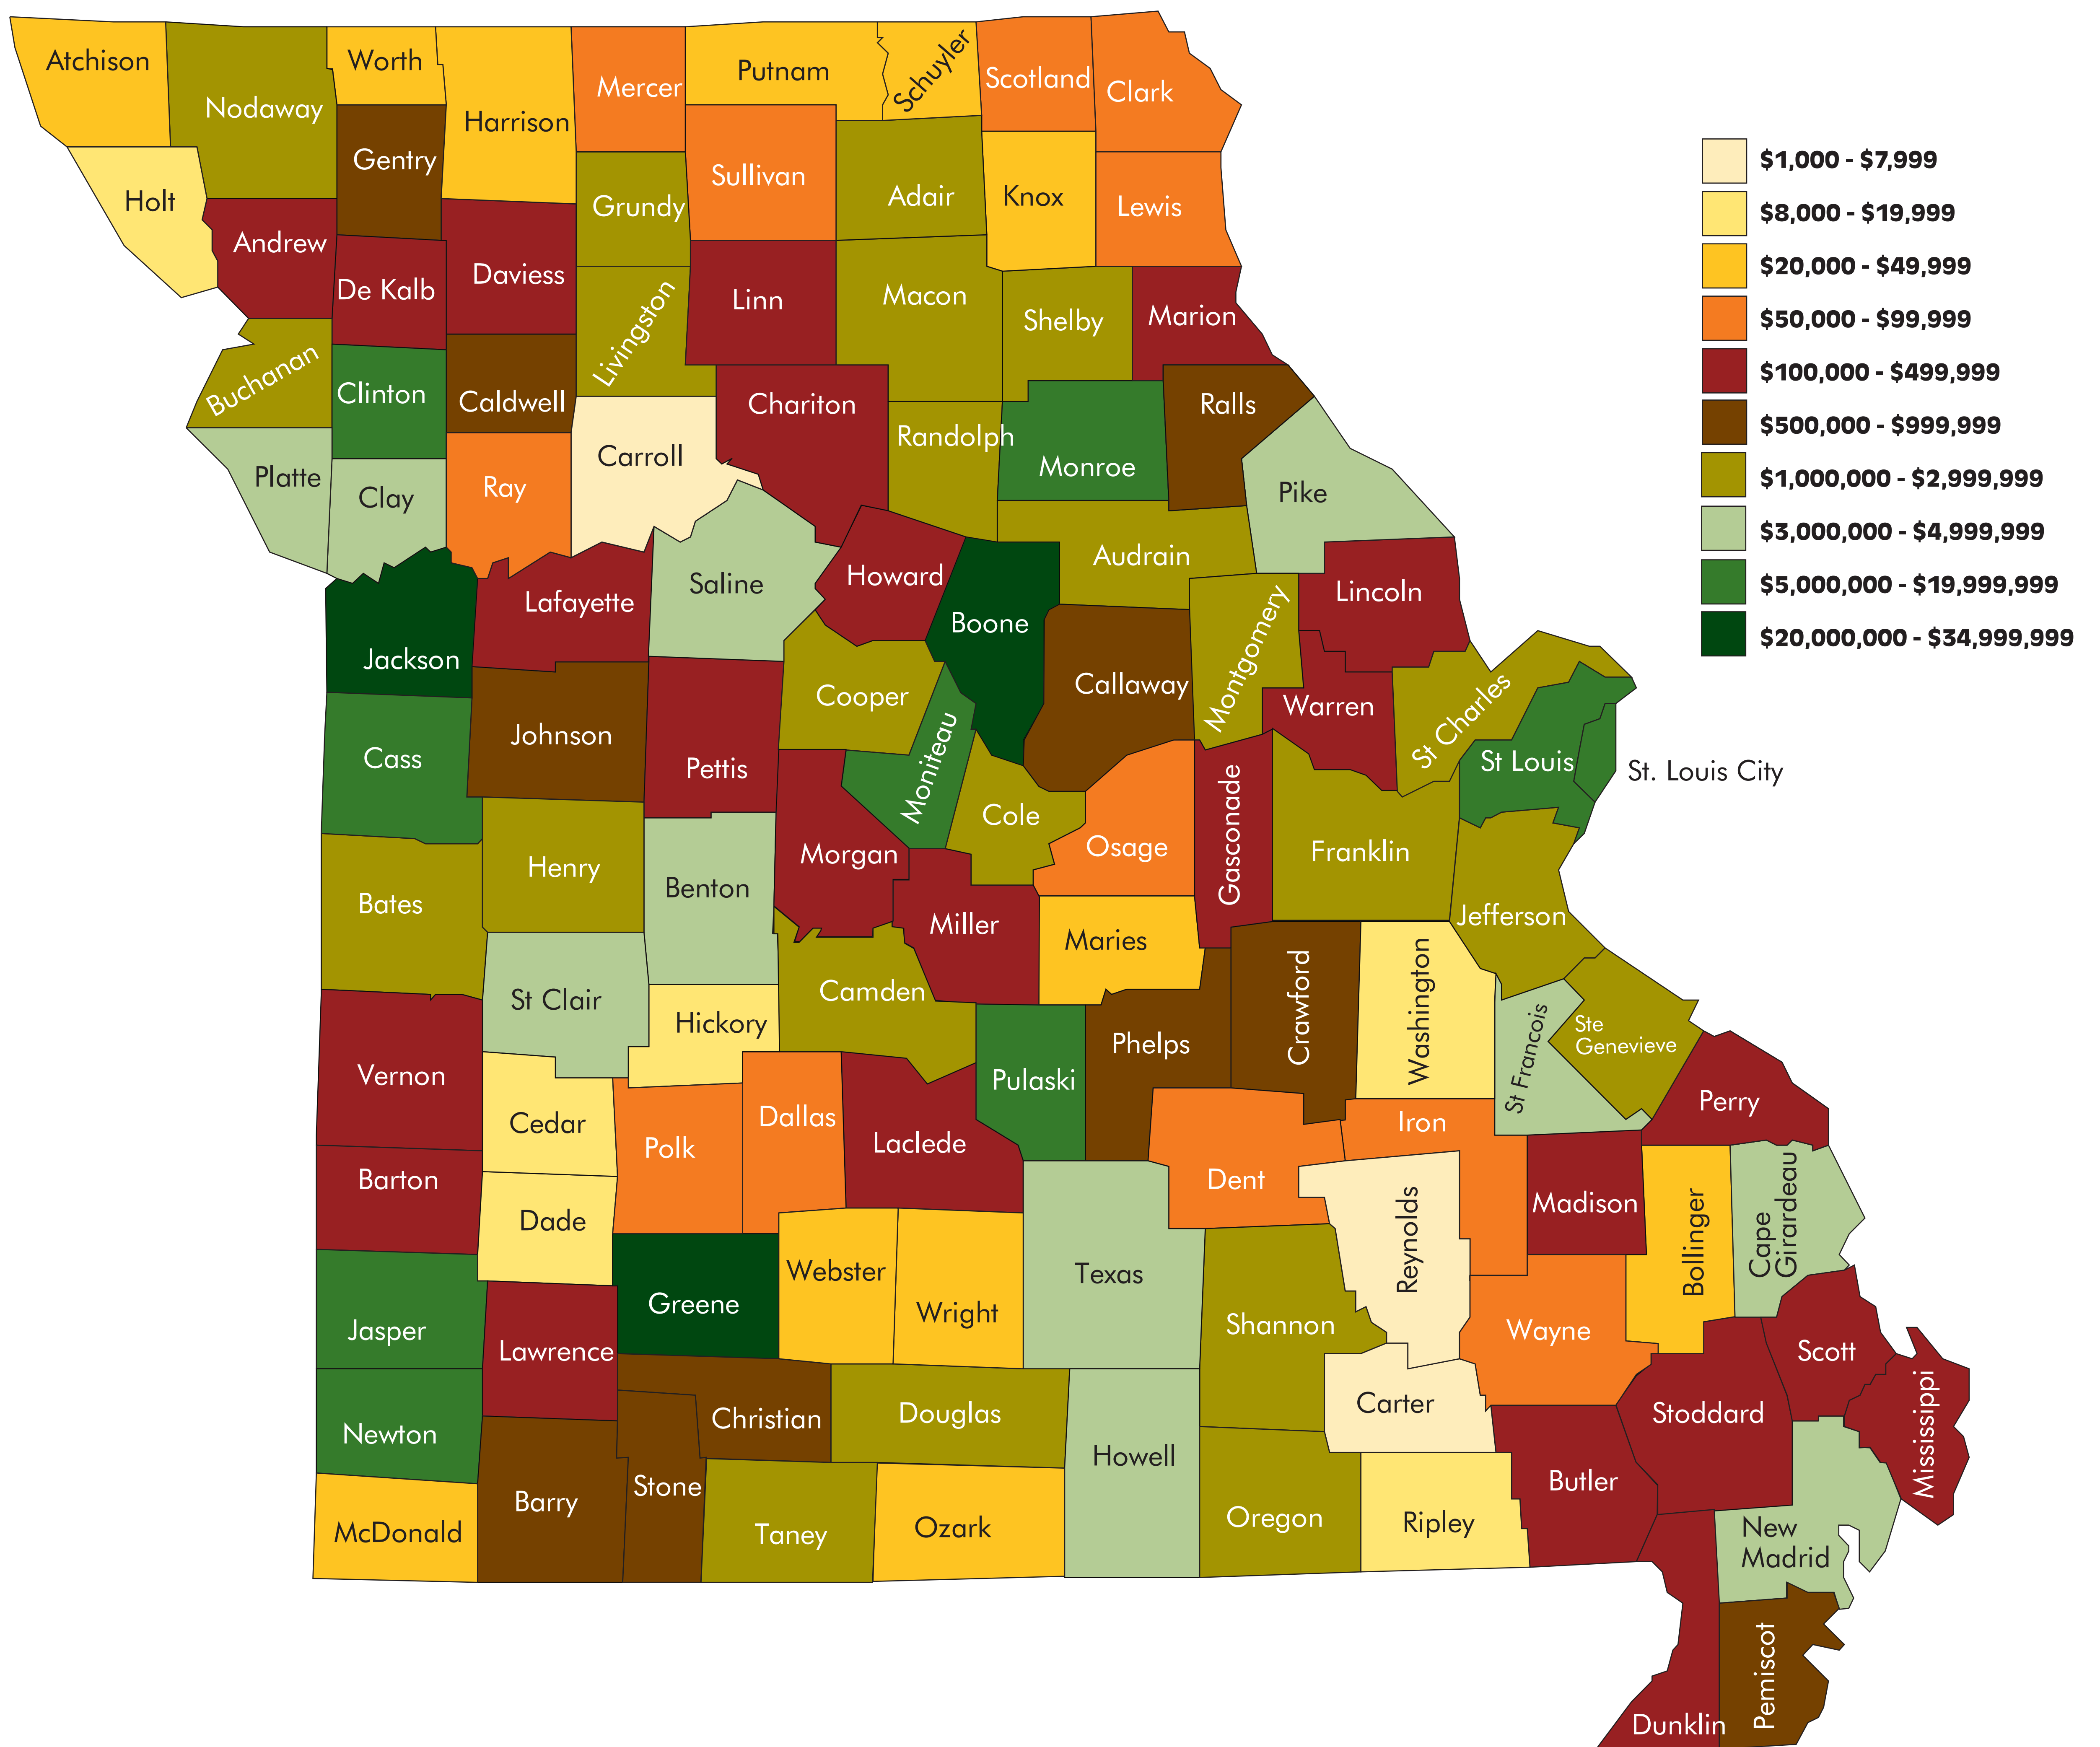 Atchison
Nodaway
Worth
Harrison
Mercer
Putnam
Schuyler
Scotland
Clark
Gentry
Holt
Sullivan
Adair
Knox
Lewis
Grundy
Andrew
De Kalb
Daviess
Livingston
Linn
Macon
Shelby
Marion
Buchanan
Clinton
Caldwell
Carroll
Chariton
Randolph
Monroe
Ralls
Pike
Platte
Clay
Ray
Saline
Howard
Boone
Audrain
Lincoln
Jackson
Lafayette
Cooper
Callaway
Montgomery
Warren
St Charles
Cass
Johnson
Pettis
Moniteau
Cole
Osage
Gasconade
St Louis
St. Louis City
Henry
Benton
Morgan
Franklin
Bates
Miller
Maries
Jefferson
St Clair
Hickory
Camden
Crawford
Washington
St Francois
Ste
Genevieve
Vernon
Cedar
Pulaski
Phelps
Perry
Polk
Dallas
Laclede
Iron
Barton
Dade
Dent
Reynolds
Madison
Bollinger
Cape
Girardeau
Greene
Webster
Wright
Texas
Shannon
Wayne
Scott
Jasper
Lawrence
Christian
Douglas
Carter
Stoddard
Mississippi
Newton
Barry
Stone
Howell
Butler
McDonald
Taney
Ozark
Oregon
Ripley
New
Madrid
Pemiscot
Dunklin
$1,000 - $7,999
$8,000 - $19,999
$20,000 - $49,999
$50,000 - $99,999
$100,000 - $499,999
$500,000 - $999,999
$1,000,000 - $2,999,999
$3,000,000 - $4,999,999
$5,000,000 - $19,999,999
$20,000,000 - $34,999,999